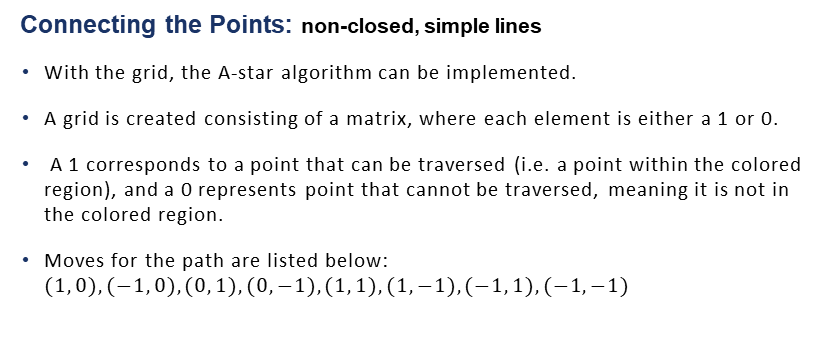 Connecting the Points: non-closed, simple lines
• With the grid, the A-star algorithm can be implemented.
• A grid is created consisting of a matrix, where each element is either a 1 or 0.
• A 1 corresponds to a point that can be traversed (i.e. a point within the colored
region), and a 0 represents point that cannot be traversed, meaning it is not in
the colored region.
• Moves for the path are listed below:
(1,0),(−1,0),(0,1),(0,−1),(1,1),(1,−1),(−1,1),(−1,−1)